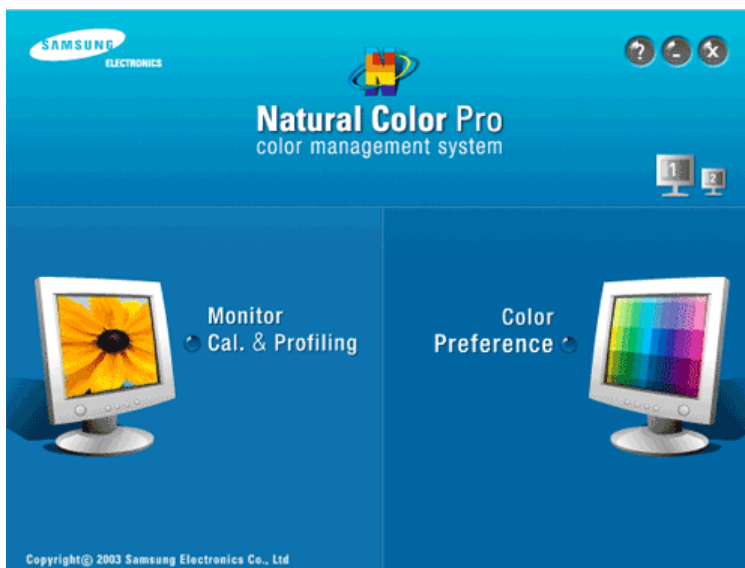 SAMSUNG
ELECTRONICS
N
? - x
Natural Color Pro
color management system
1 2
Monitor
Cal. & Profiling
Color
Preference
Copyright© 2003 Samsung Electronics Co., Ltd